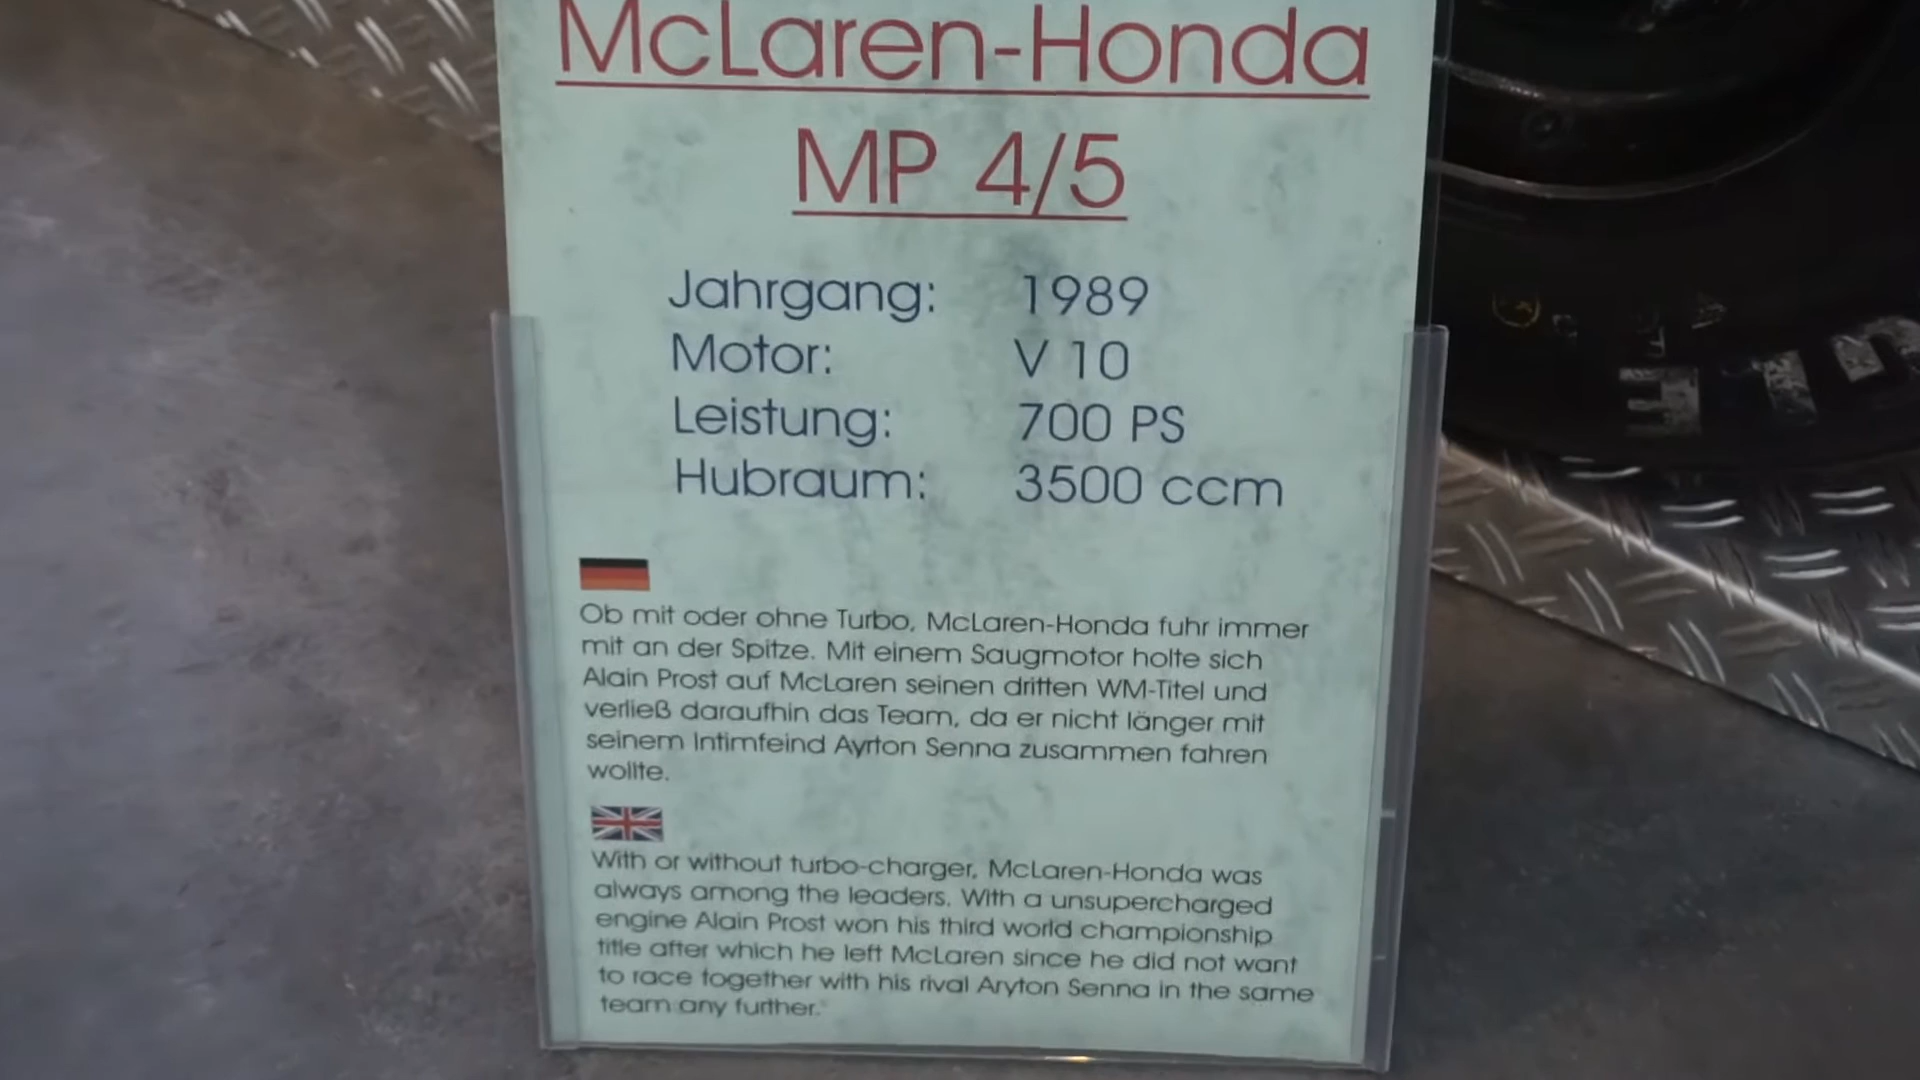 McLaren-Honda
MP 4/5
Jahrgang: 1989
Motor: V 10
Leistung: 700 PS
Hubraum: 3500 ccm
Ob mit oder ohne Turbo, McLaren-Honda fuhr immer
mit an der Spitze. Mit einem Saugmotor holte sich
Alain Prost auf McLaren seinen dritten WM-Titel und
verließ daraufhin das Team, da er nicht länger mit
seinem Intimfeind Ayrton Senna zusammen fahren
wollte.
With or without turbo-charger, McLaren-Honda was
always among the leaders. With a unsupercharged
engine Alain Prost won his third world championship
title after which he left McLaren since he did not want
to race together with his rival Aryton Senna in the same
team any further.